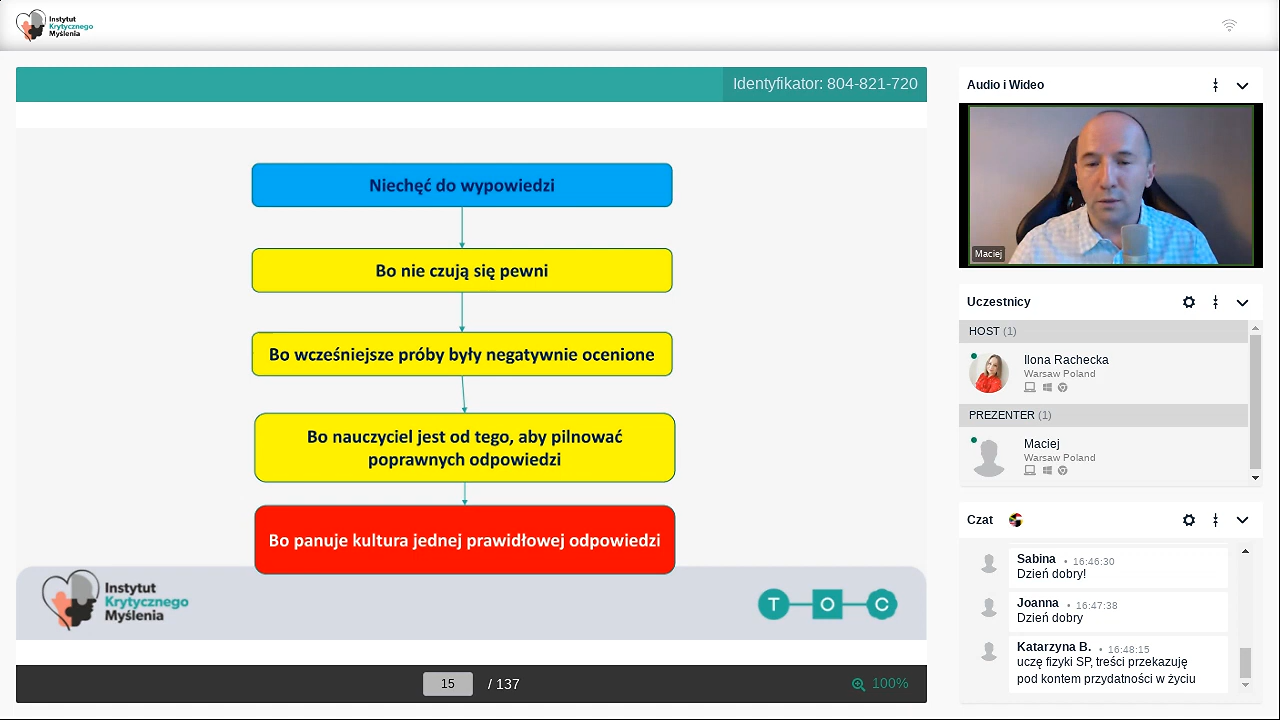 Instytut
Krytycznego
Myślenia
Identyfikator: 804-821-720
Niechęć do wypowiedzi
Bo nie czują się pewni
Bo wcześniejsze próby były negatywnie ocenione
Bo nauczyciel jest od tego, aby pilnować
poprawnych odpowiedzi
Bo panuje kultura jednej prawidłowej odpowiedzi
Instytut
Krytycznego
Myślenia
T O C
15 / 137
100%
Audio i Wideo
Maciej
Uczestnicy
HOST (1)
Ilona Rachecka
Warsaw Poland
PREZENTER (1)
Maciej
Warsaw Poland
Czat
Sabina • 16:46:30
Dzień dobry!
Joanna • 16:47:38
Dzień dobry
Katarzyna B. • 16:48:15
uczę fizyki SP, treści przekazuję
pod kontem przydatności w życiu